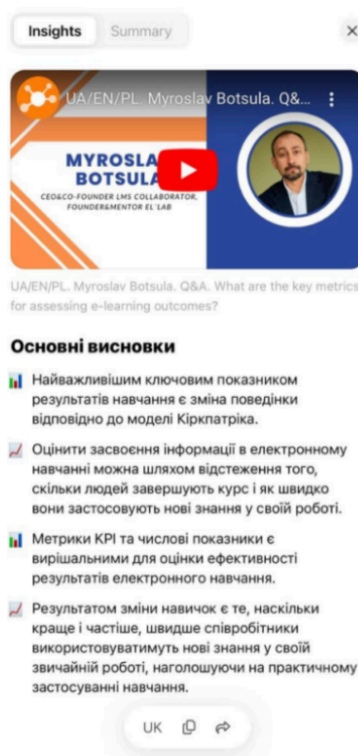 Insights
Summary
UA/EN/PL. Myroslav Botsula. Q&...
MYROSLA
BOTSULA
CEO&CO-FOUNDER LMS COLLABORATOR,
FOUNDER&MENTOR EL`LAB
UA/EN/PL. Myroslav Botsula. Q&A. What are the key metrics
for assessing e-learning outcomes?
Основні висновки
Найважливішим ключовим показником
результатів навчання є зміна поведінки
відповідно до моделі Кіркпатріка.
Оцінити засвоєння інформації в електронному
навчанні можна шляхом відстеження того,
скільки людей завершують курс і як швидко
вони застосовують нові знання у своїй роботі.
Метрики KPI та числові показники є
вирішальними для оцінки ефективності
результатів електронного навчання.
Результатом зміни навичок є те, наскільки
краще і частіше, швидше співробітники
використовуватимуть нові знання у своїй
звичайній роботі, наголошуючи на практичному
застосуванні навчання.
UK